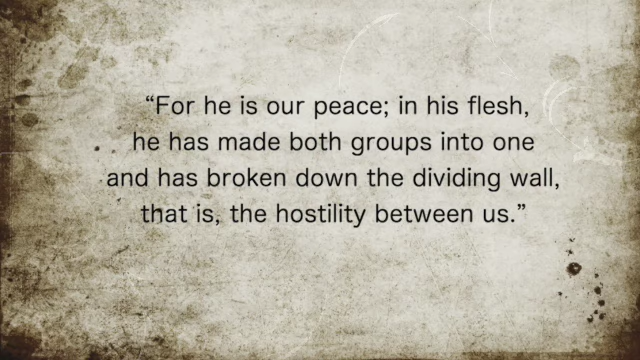 “For he is our peace; in his flesh,
he has made both groups into one
and has broken down the dividing wall,
that is, the hostility between us.”